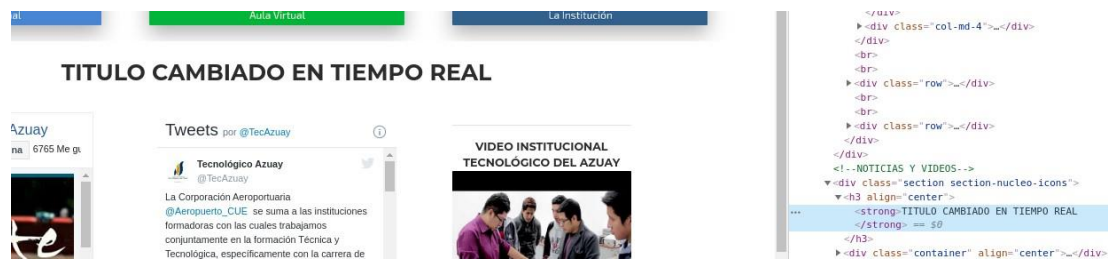 al
Aula Virtual
La Institución
TITULO CAMBIADO EN TIEMPO REAL
Azuay
na 6765 Me gu
Tweets por @TecAzuay
Tecnológico Azuay
@TecAzuay
La Corporación Aeroportuaria
@Aeropuerto_CUE se suma a las instituciones
formadoras con las cuales trabajamos
conjuntamente en la formación Técnica y
Tecnológica, específicamente con la carrera de
VIDEO INSTITUCIONAL
TECNOLÓGICO DEL AZUAY
</div>
<div class="col-md-4">…</div>
</div>
<br>
<br>
<div class="row">…</div>
<br>
<br>
<div class="row">…</div>
</div>
</div>
<!--NOTICIAS Y VIDEOS-->
<div class="section section-nucleo-icons">
<h3 align="center">
<strong>TITULO CAMBIADO EN TIEMPO REAL
</strong> == $0
</h3>
<div class="container" align="center">…</div>